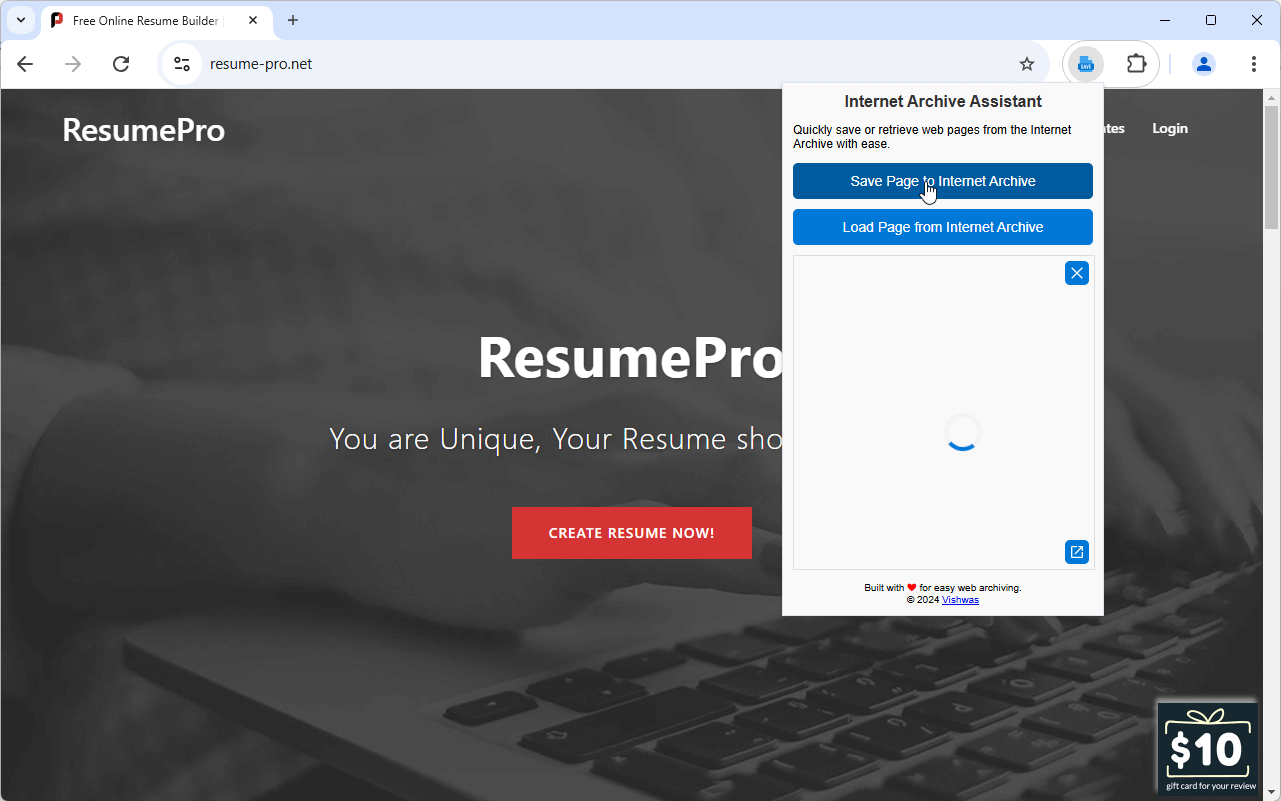 Free Online Resume Builder
resume-pro.net
SAVE
ResumePro
Login
Internet Archive Assistant
Quickly save or retrieve web pages from the Internet
Archive with ease.
Save Page to Internet Archive
Load Page from Internet Archive
ResumePro
You are Unique, Your Resume sho
CREATE RESUME NOW!
Built with ❤ for easy web archiving.
© 2024 Vishwas
$10
gift card for your review